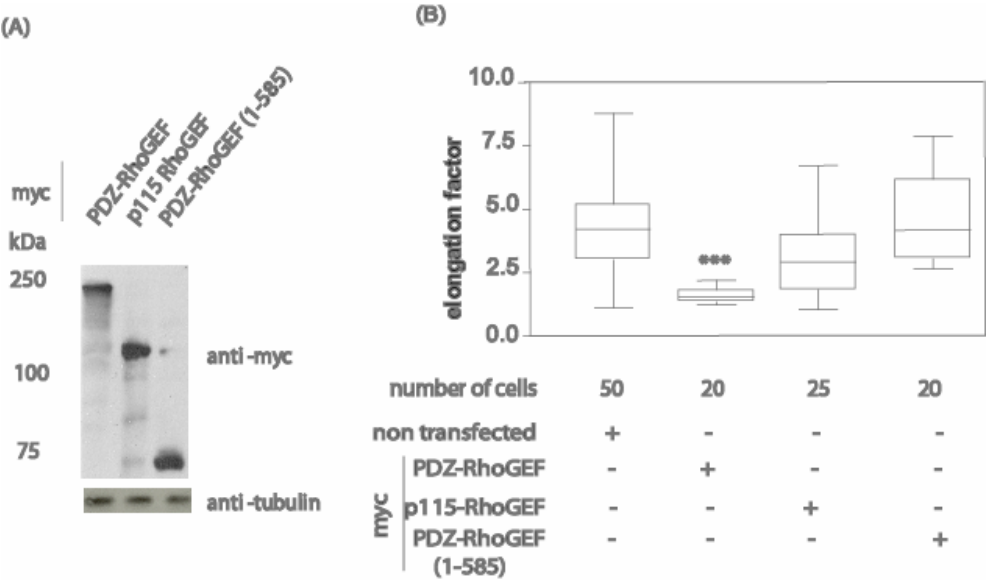 (A)
PDZ-RhoGEF
p115 RhoGEF
PDZ-RhoGEF (1-585)
myc
kDa
250
100
75
anti -myc
anti -tubulin
(B)
10.0
7.5
5.0
2.5
0.0
elongation factor
***
number of cells 50 20 25 20
non transfected + - - -
myc
PDZ-RhoGEF - + - -
p115-RhoGEF - - + -
PDZ-RhoGEF - - - +
(1-585)